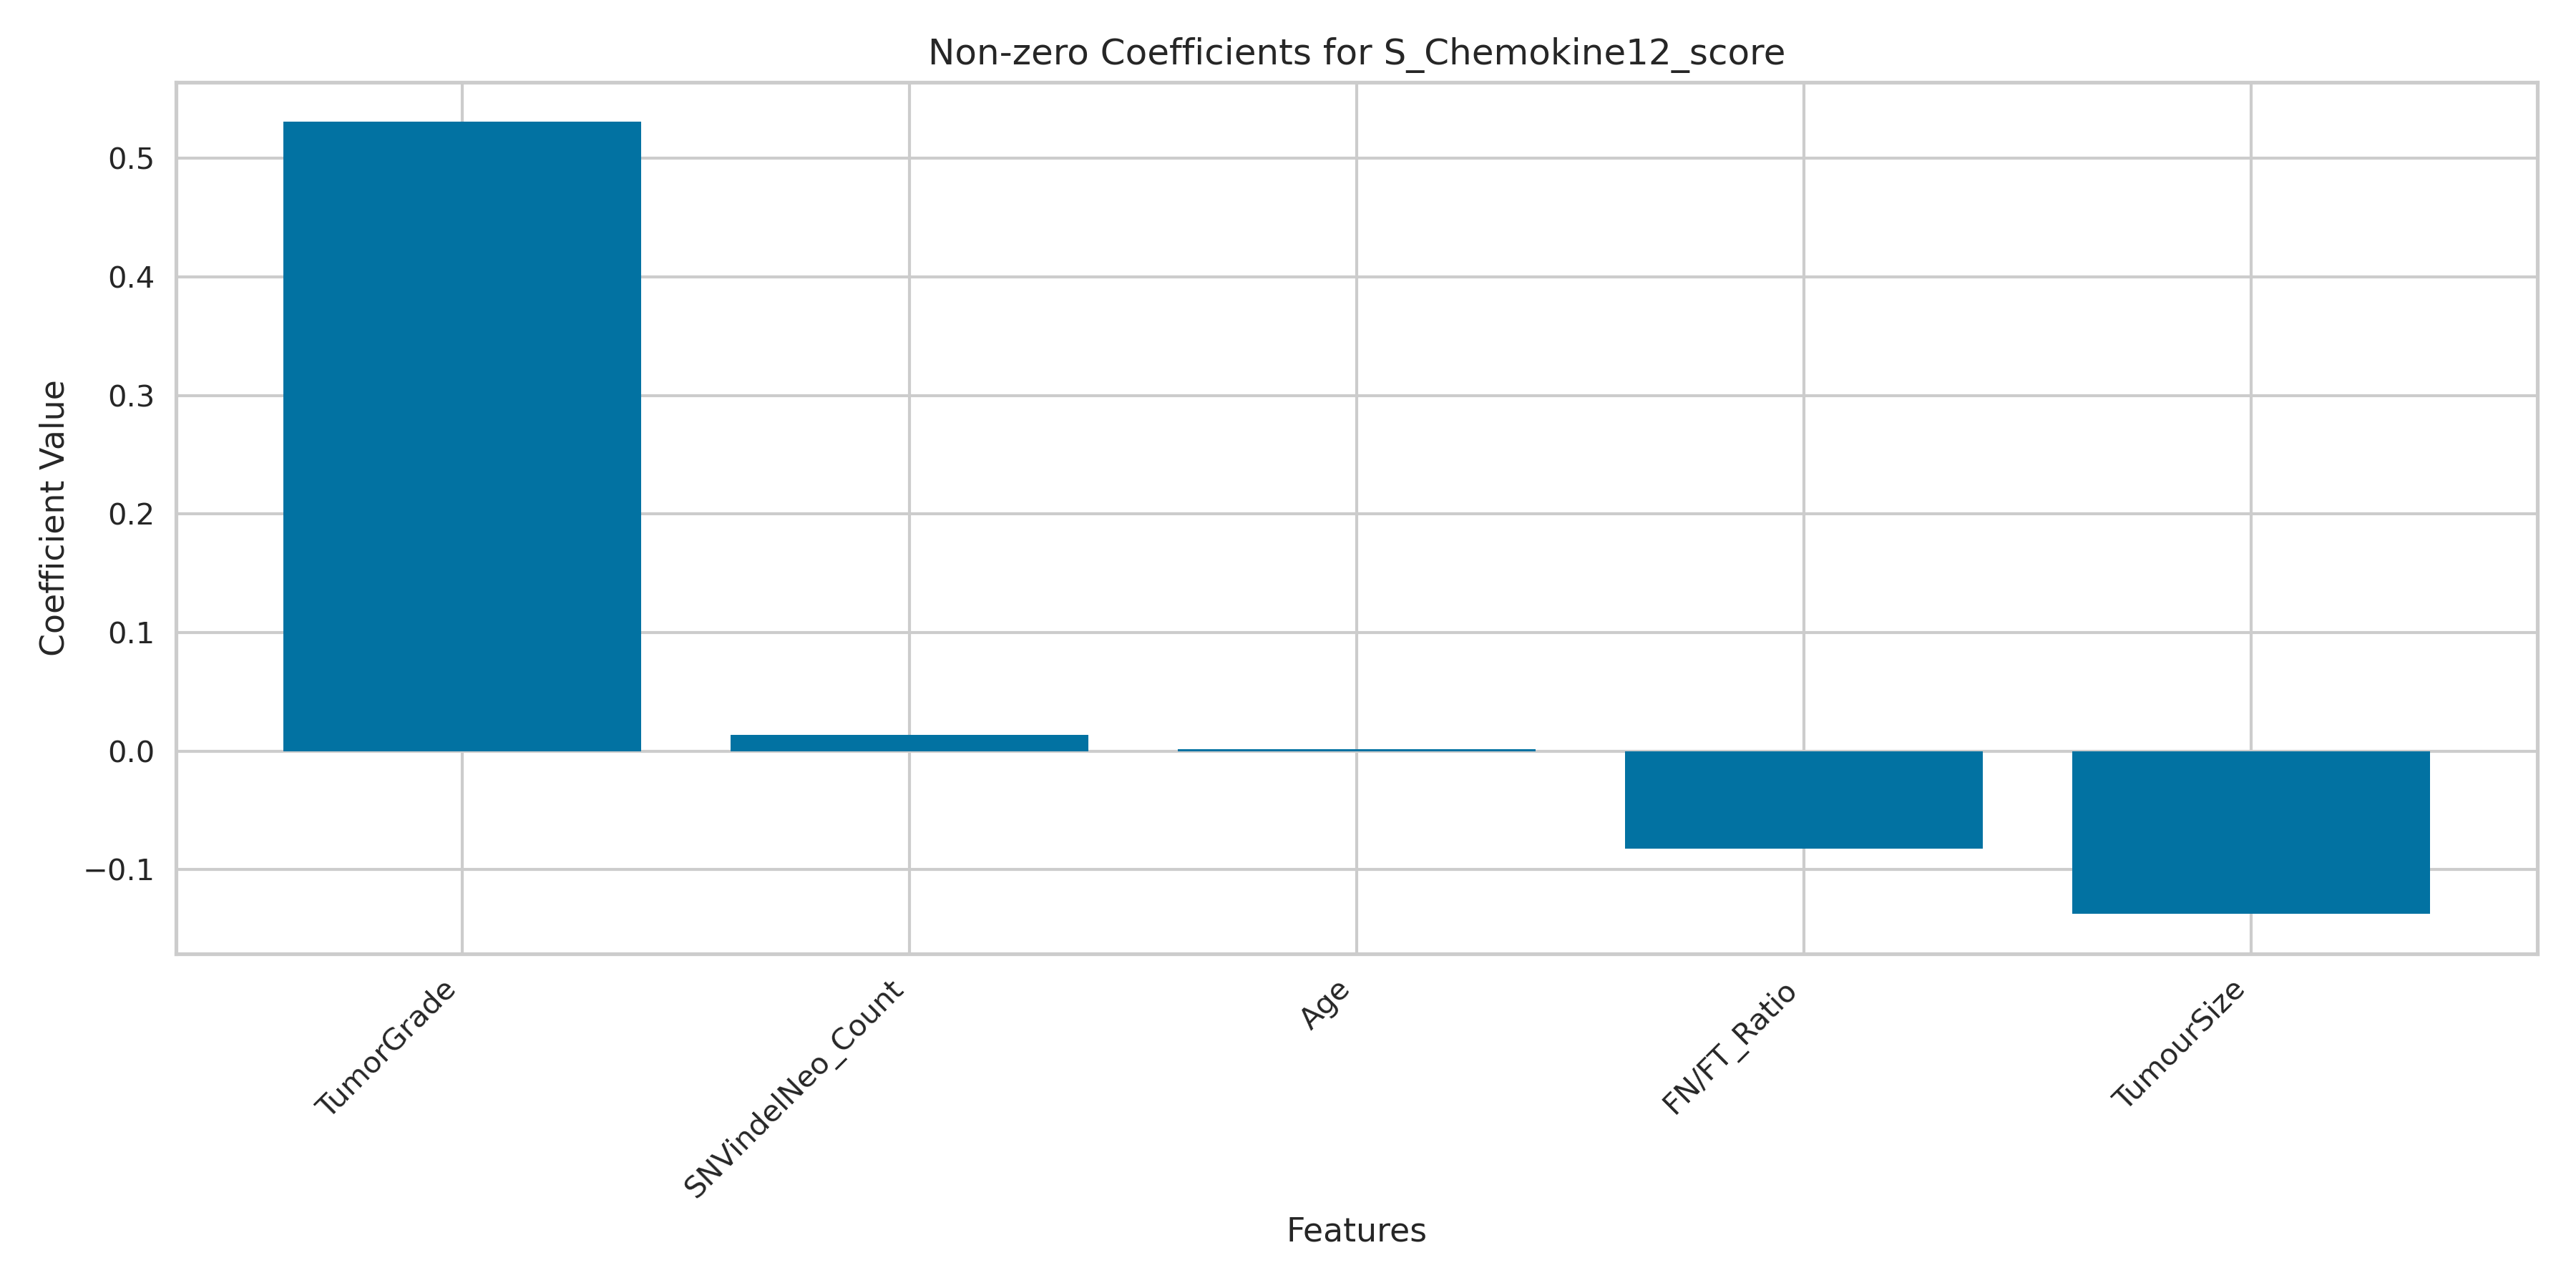 Non-zero Coefficients for S_Chemokine12_score
Coefficient Value
0.5
0.4
0.3
0.2
0.1
0.0
−0.1
TumorGrade
SNVindelNeo_Count
Age
FN/FT_Ratio
TumourSize
Features